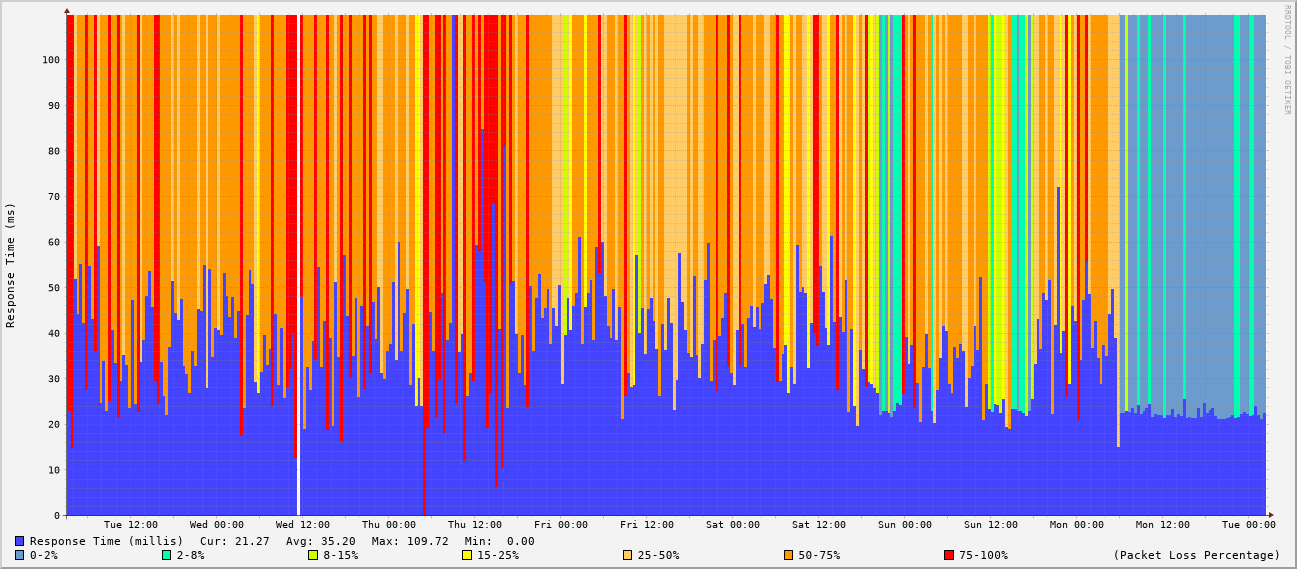 RRDTOOL / TOBI OETIKER
Response Time (ms)
100
90
80
70
60
50
40
30
20
10
0
Tue 12:00 Wed 00:00 Wed 12:00 Thu 00:00 Thu 12:00 Fri 00:00 Fri 12:00 Sat 00:00 Sat 12:00 Sun 00:00 Sun 12:00 Mon 00:00 Mon 12:00 Tue 00:00
Response Time (millis) Cur: 21.27 Avg: 35.20 Max: 109.72 Min: 0.00
0-2% 2-8% 8-15% 15-25% 25-50% 50-75% 75-100% (Packet Loss Percentage)